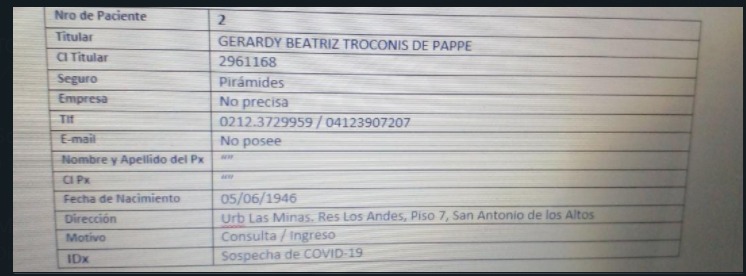 Nro de Paciente 2
Titular GERARDY BEATRIZ TROCONIS DE PAPPE
CI Titular 2961168
Seguro Pirámides
Empresa No precisa
Tlf 0212.3729959 / 04123907207
E-mail No posee
Nombre y Apellido del Px “”
CI Px “”
Fecha de Nacimiento 05/06/1946
Dirección Urb Las Minas. Res Los Andes, Piso 7, San Antonio de los Altos
Motivo Consulta / Ingreso
IDx Sospecha de COVID-19